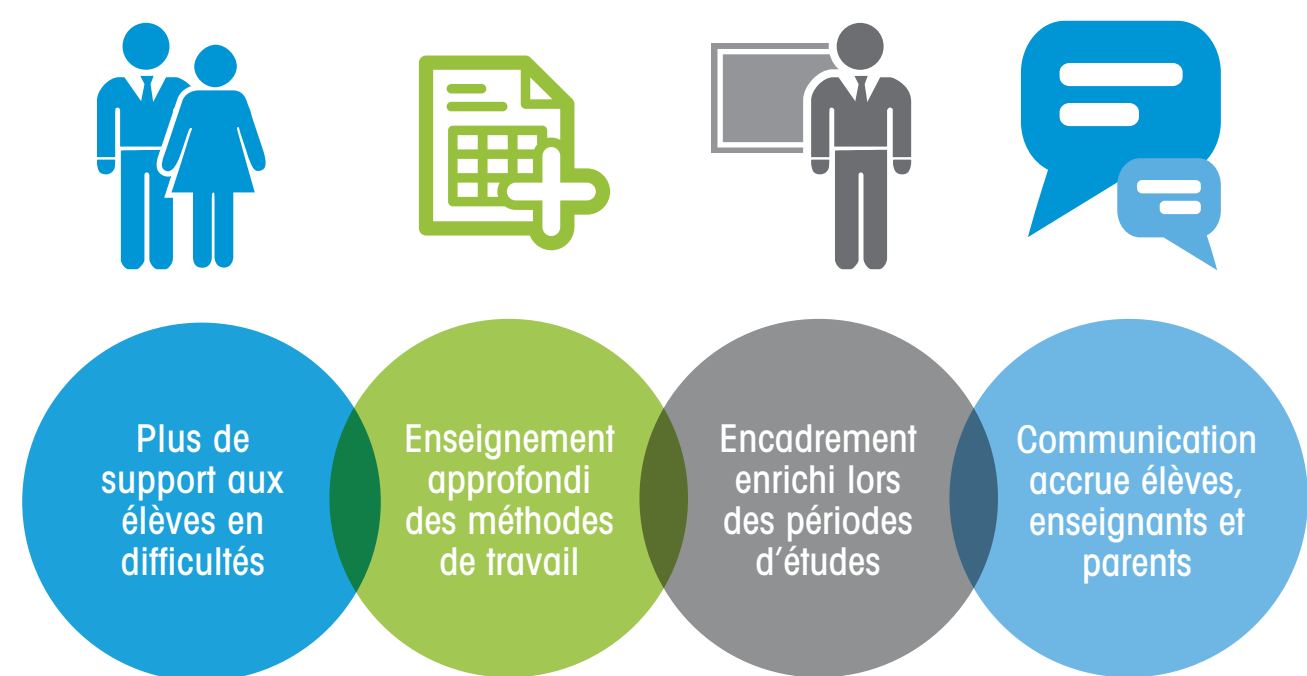 Plus de
support aux
élèves en
difficultés
Enseignement
approfondi
des méthodes
de travail
Encadrement
enrichi lors
des périodes
d’études
Communication
accrue élèves,
enseignants et
parents